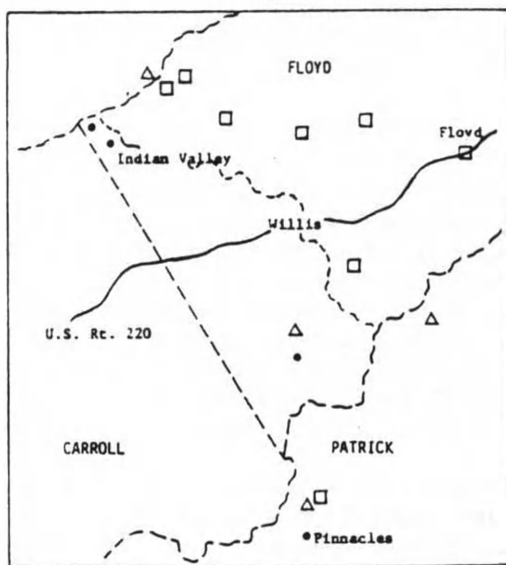 FLOYD
Floyd
Indian Valley
Willis
U.S. Rt. 220
CARROLL
PATRICK
Pinnacles